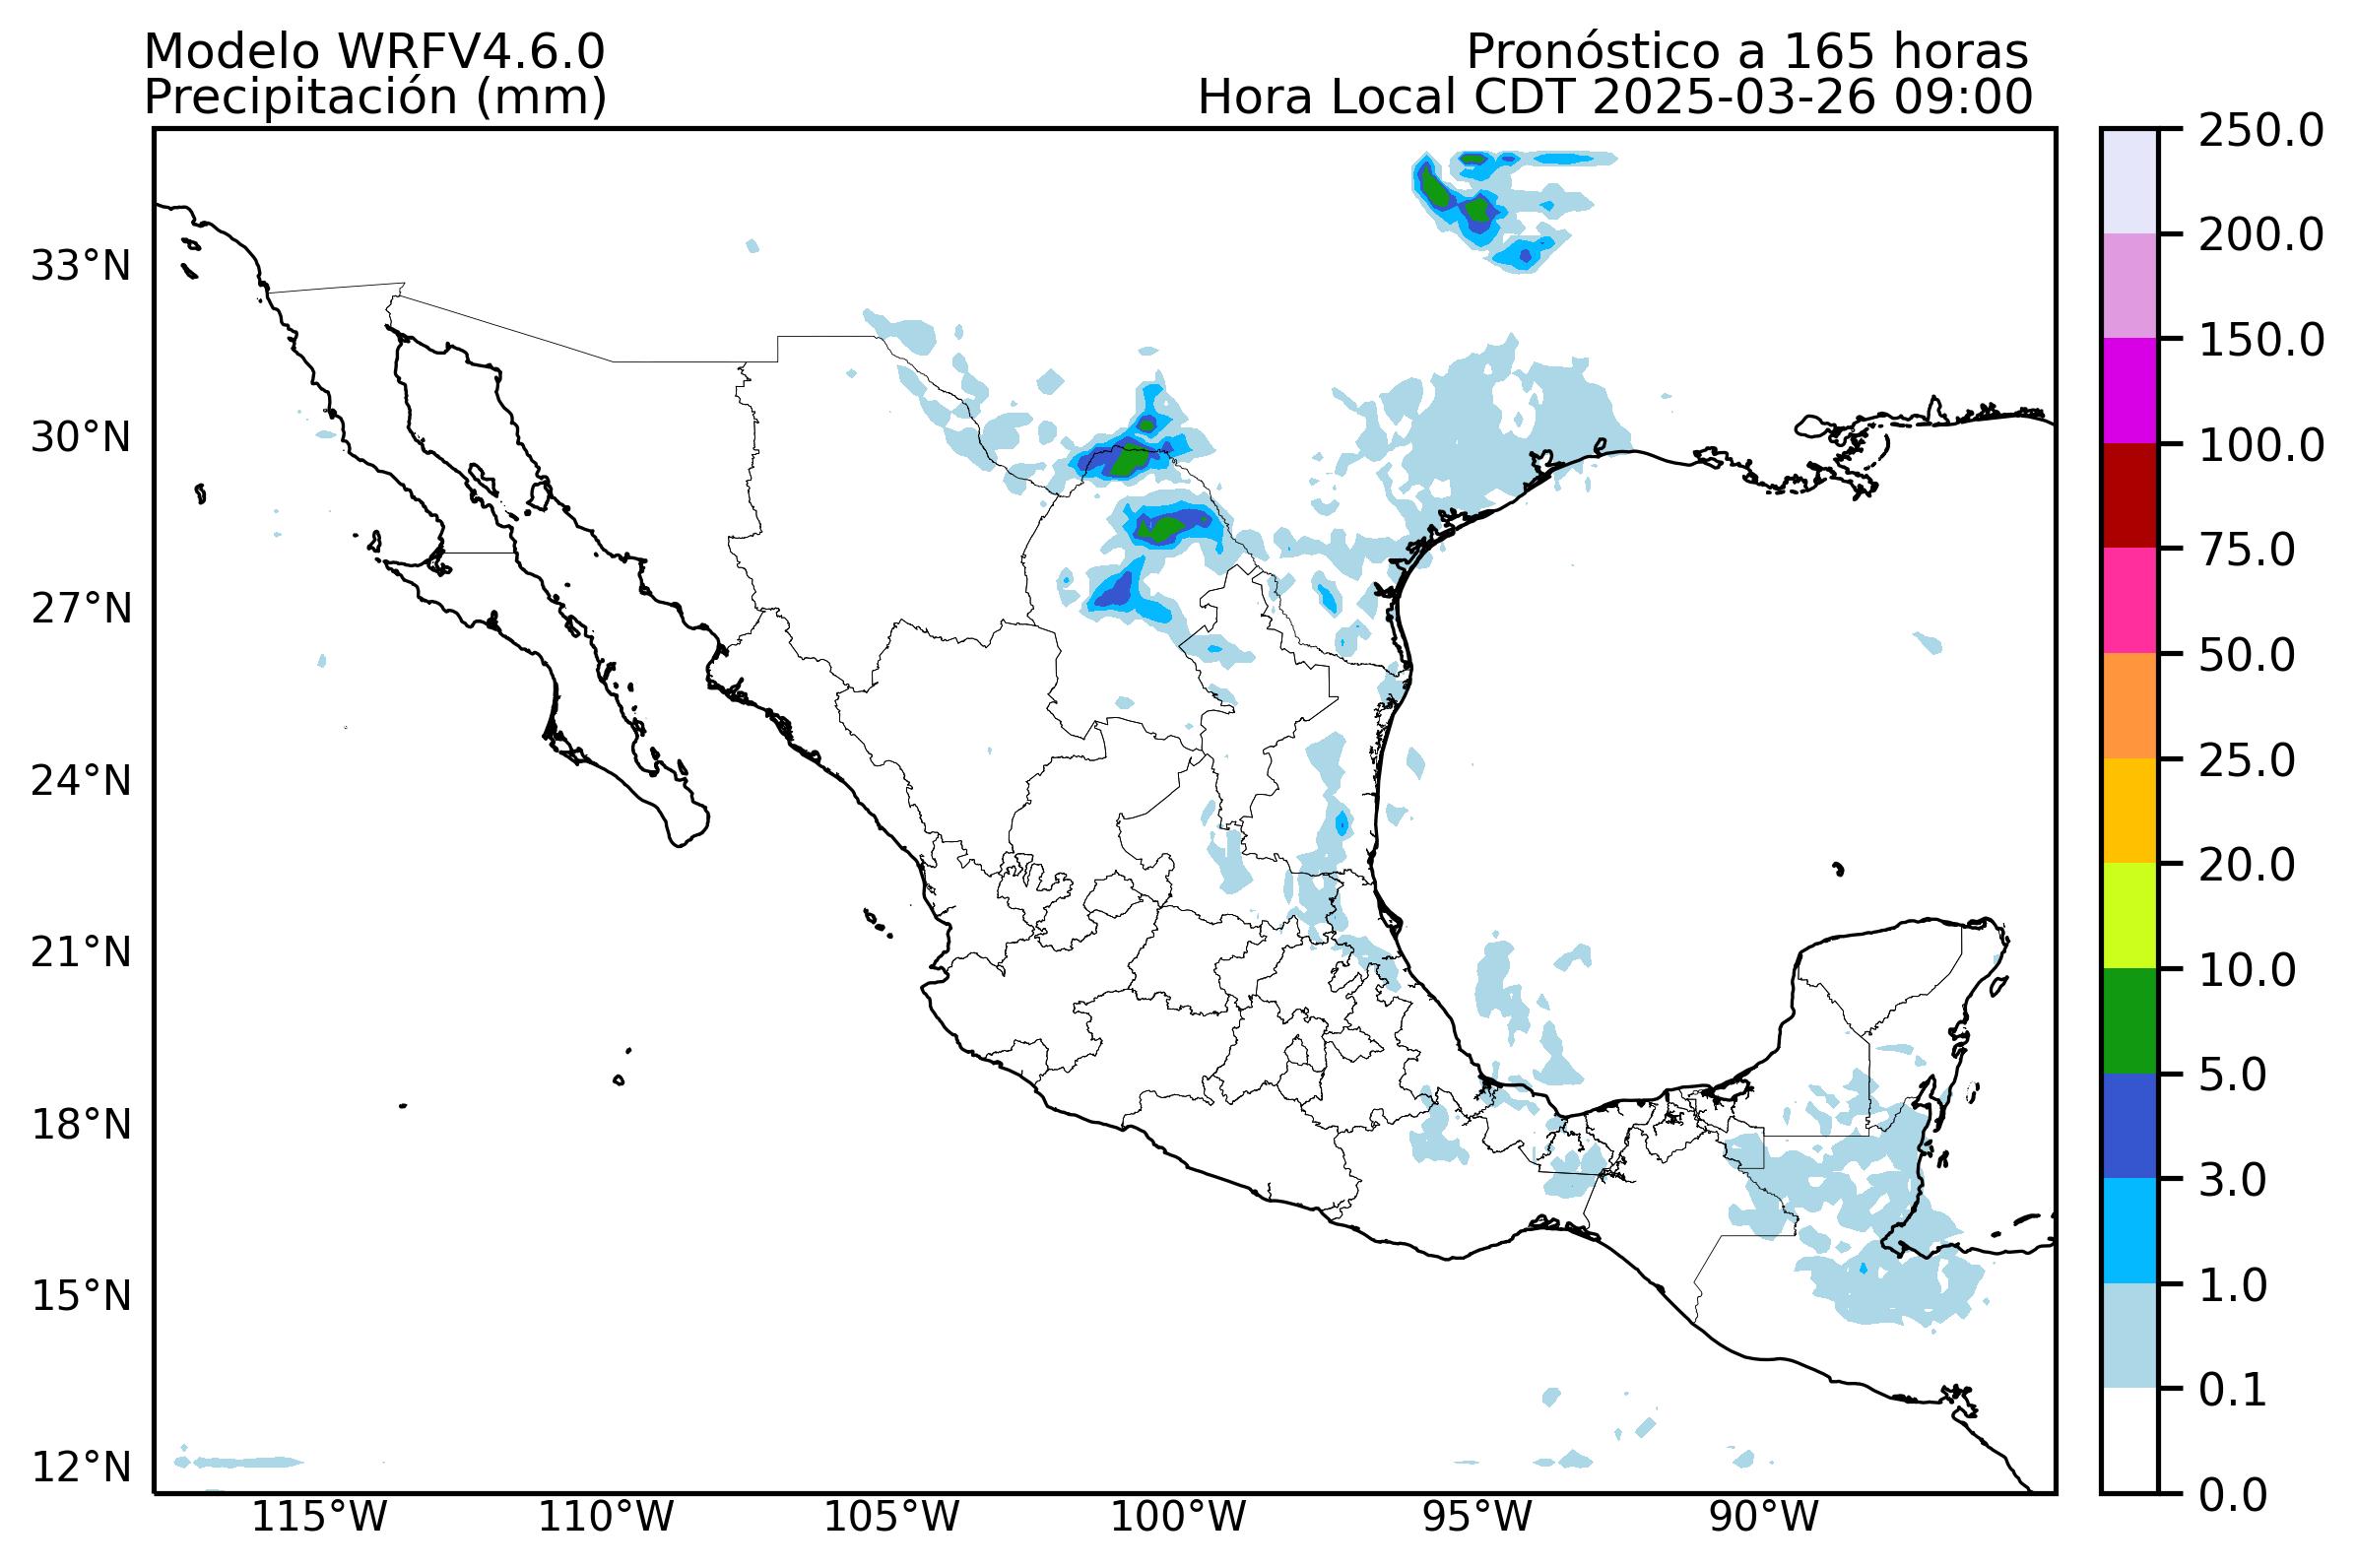 Modelo WRFV4.6.0
Pronóstico a 165 horas
Precipitación (mm)
Hora Local CDT 2025-03-26 09:00
33°N
30°N
27°N
24°N
21°N
18°N
15°N
12°N
115°W
110°W
105°W
100°W
95°W
90°W
250.0
200.0
150.0
100.0
75.0
50.0
25.0
20.0
10.0
5.0
3.0
1.0
0.1
0.0